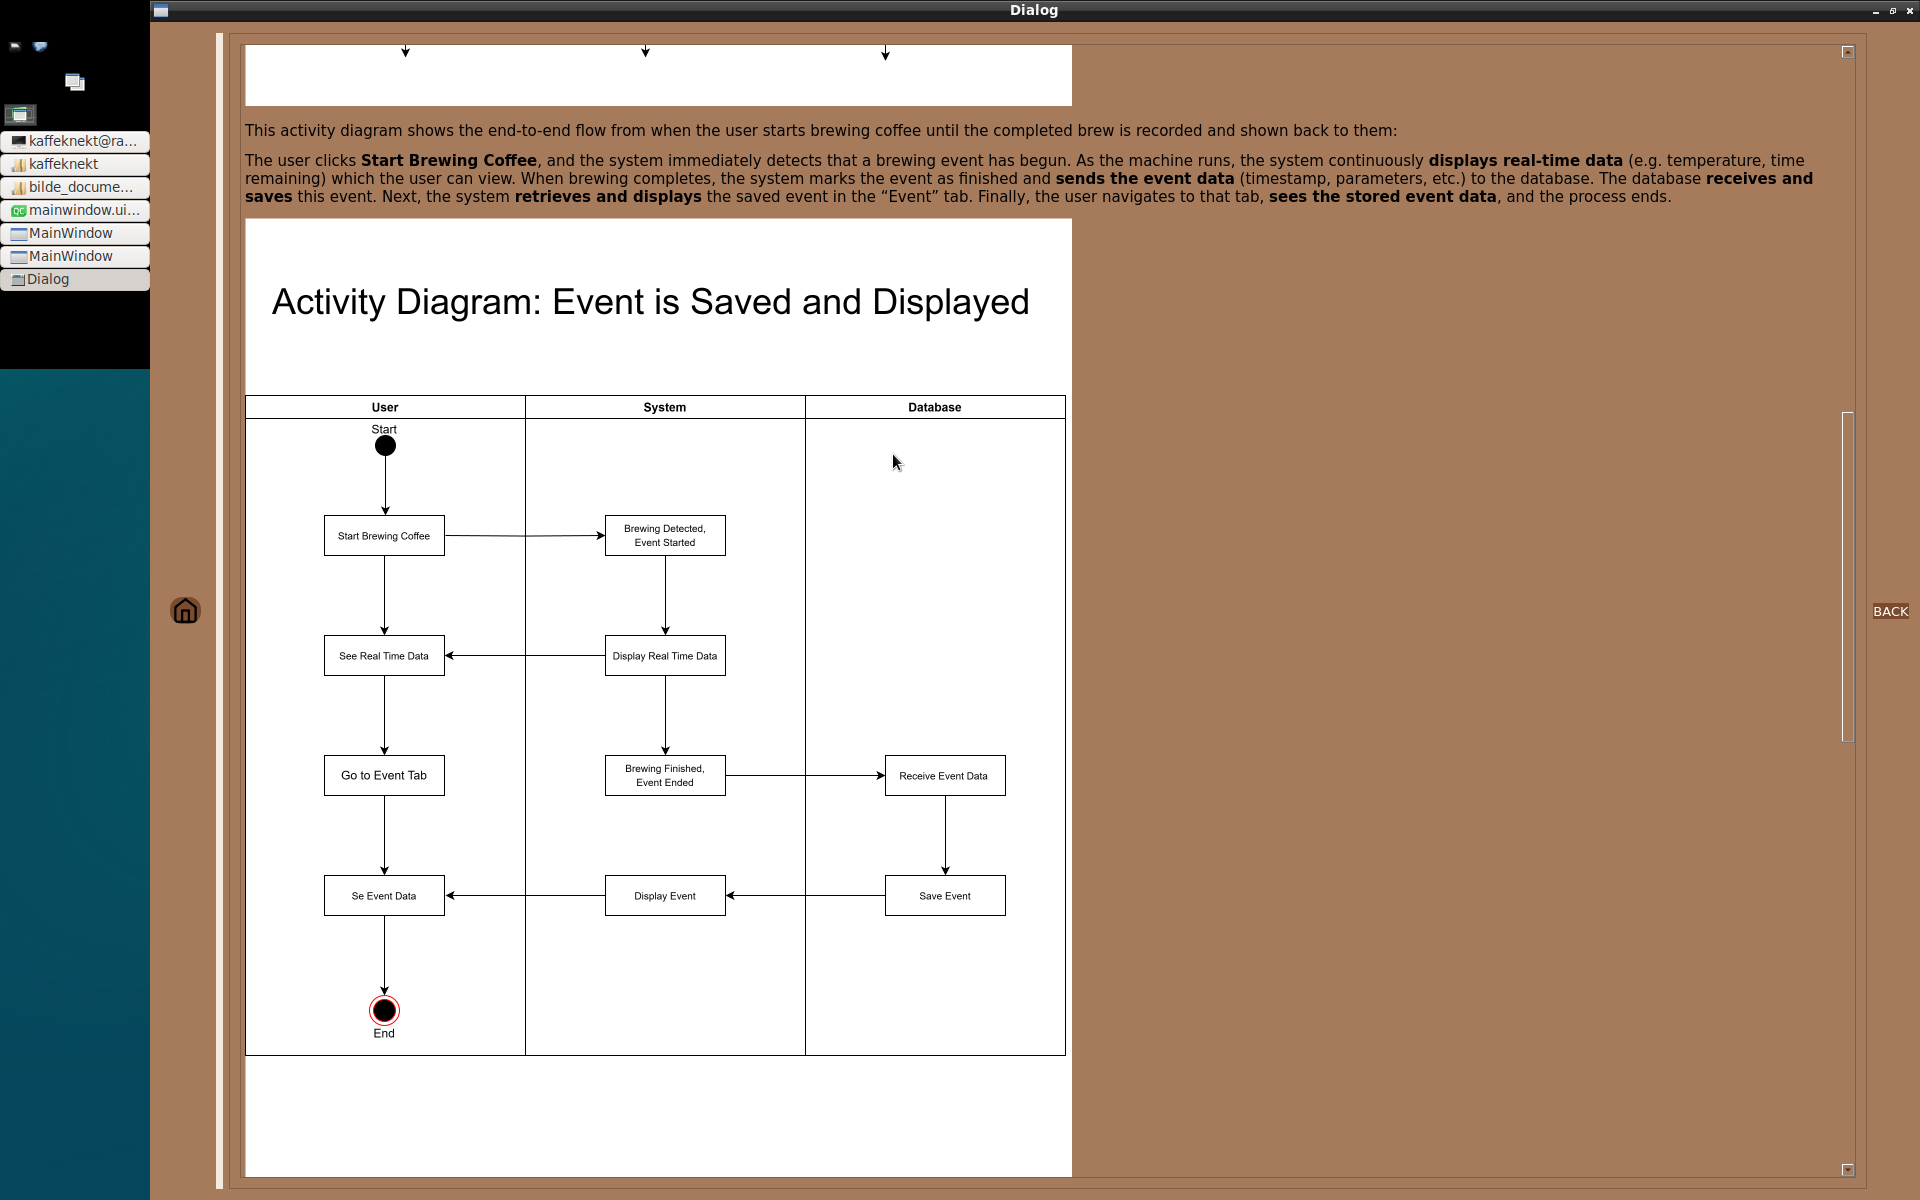 Dialog
kaffeknekt@ra...
kaffeknekt
bilde_docume...
mainwindow.ui...
MainWindow
MainWindow
Dialog
This activity diagram shows the end-to-end flow from when the user starts brewing coffee until the completed brew is recorded and shown back to them:
The user clicks Start Brewing Coffee, and the system immediately detects that a brewing event has begun. As the machine runs, the system continuously displays real-time data (e.g. temperature, time
remaining) which the user can view. When brewing completes, the system marks the event as finished and sends the event data (timestamp, parameters, etc.) to the database. The database receives and
saves this event. Next, the system retrieves and displays the saved event in the “Event” tab. Finally, the user navigates to that tab, sees the stored event data, and the process ends.
Activity Diagram: Event is Saved and Displayed
User
System
Database
Start
Start Brewing Coffee
Brewing Detected,
Event Started
See Real Time Data
Display Real Time Data
Go to Event Tab
Brewing Finished,
Event Ended
Receive Event Data
Se Event Data
Display Event
Save Event
End
BACK